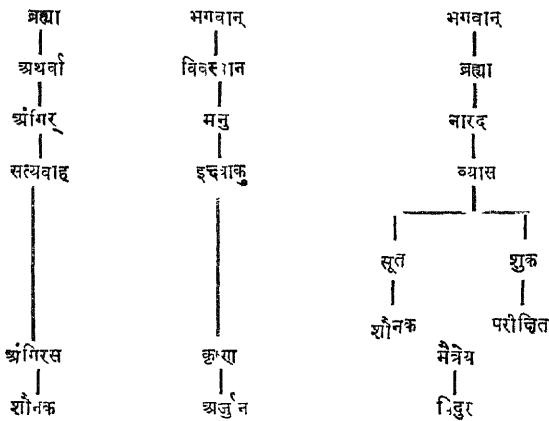 ब्रह्मा भगवान् भगवान्
अथर्वा विवस्वान ब्रह्मा
अंगिर् मनु नारद
सत्यवाह इक्ष्वाकु व्यास
सूत शुक
शौनक परीक्षित
मैत्रेय
अंगिरस कृष्ण
शौनक अर्जुन विदुर